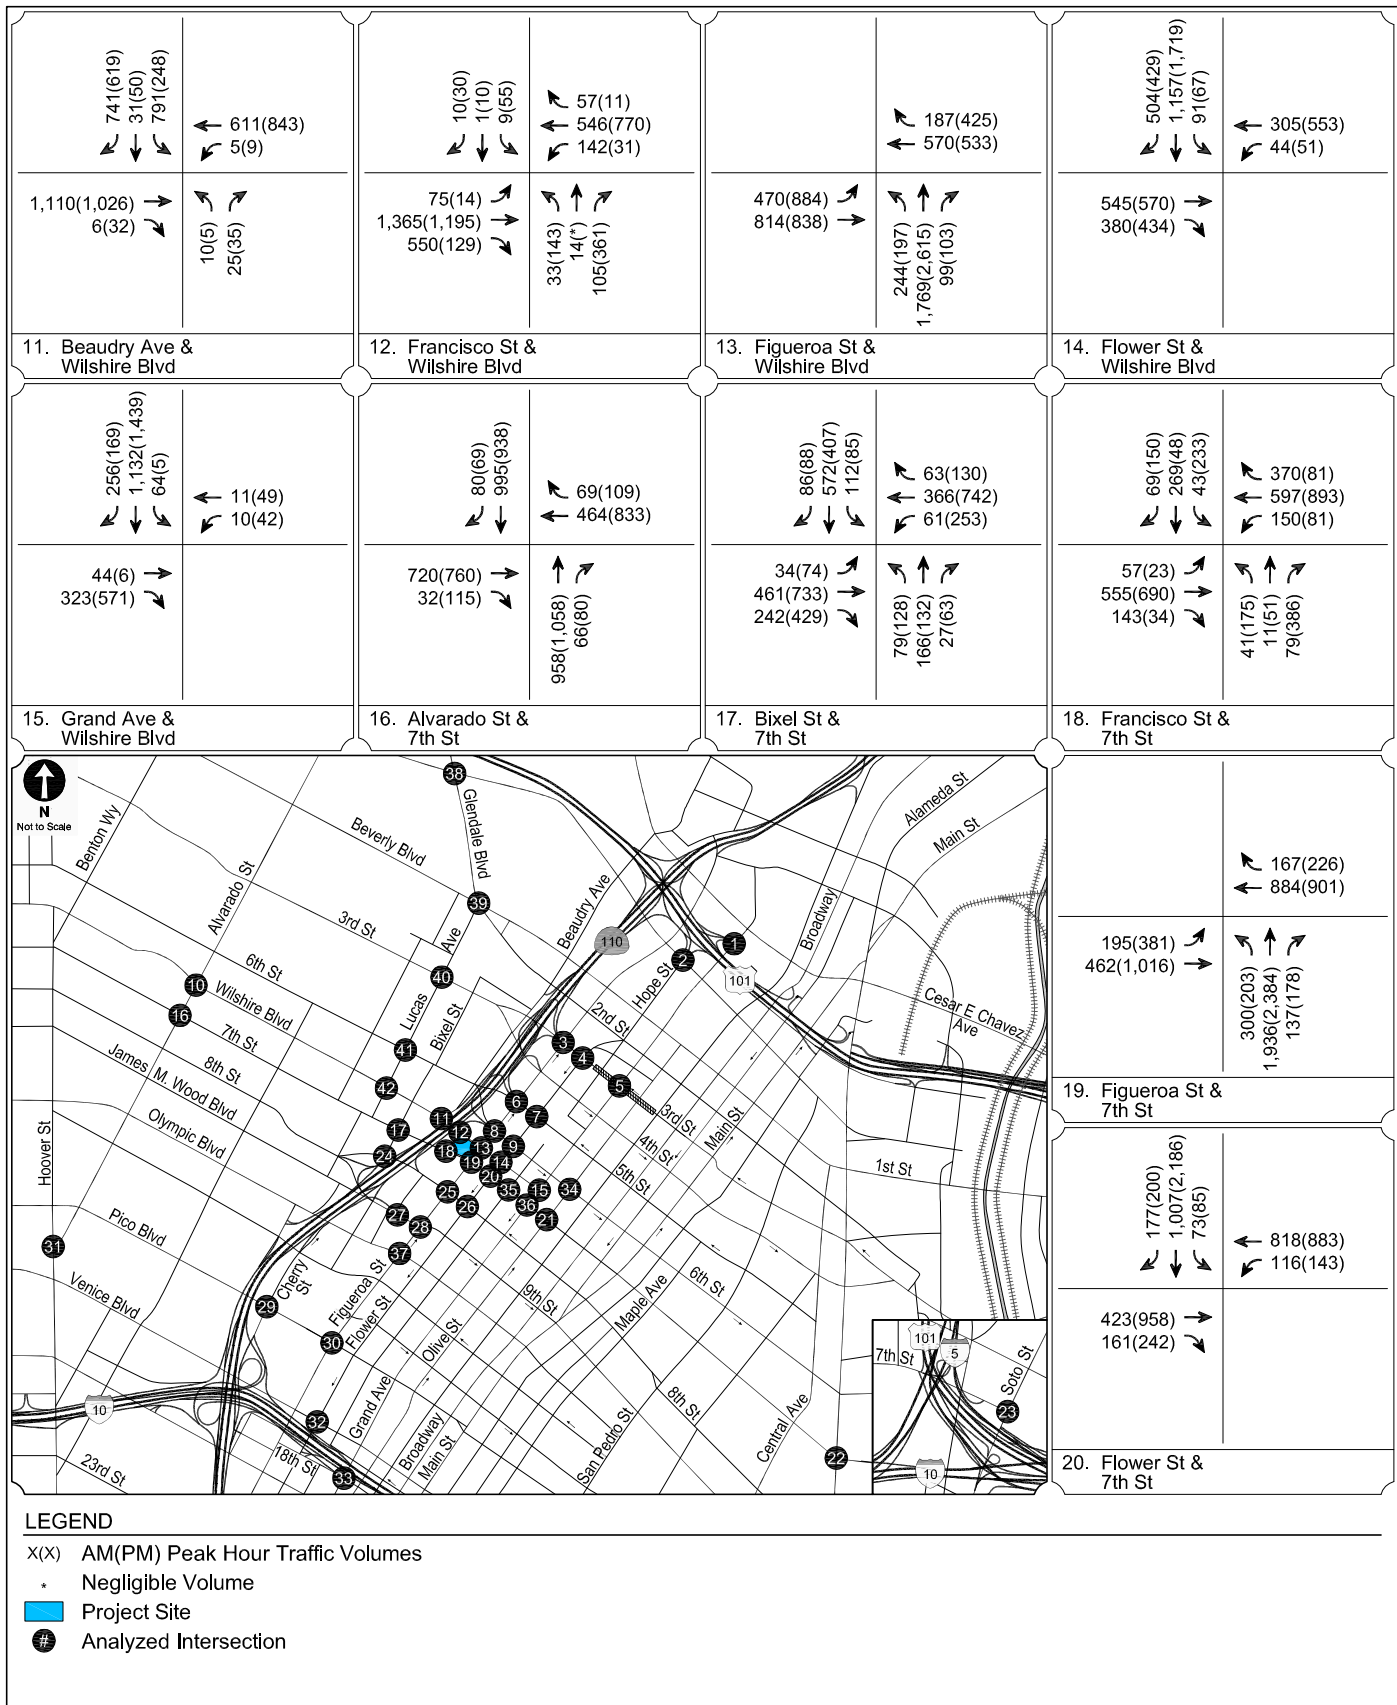 741(619)
31(50)
791(248)
611(843)
5(9)
1,110(1,026)
6(32)
10(5)
25(35)
11. Beaudry Ave &
Wilshire Blvd
10(30)
1(10)
9(55)
57(11)
546(770)
142(31)
75(14)
1,365(1,195)
550(129)
33(143)
14(*)
105(361)
12. Francisco St &
Wilshire Blvd
187(425)
570(533)
470(884)
814(838)
244(197)
1,769(2,615)
99(103)
13. Figueroa St &
Wilshire Blvd
504(429)
1,157(1,719)
91(67)
305(553)
44(51)
545(570)
380(434)
14. Flower St &
Wilshire Blvd
256(169)
1,132(1,439)
64(5)
11(49)
10(42)
44(6)
323(571)
15. Grand Ave &
Wilshire Blvd
80(69)
995(938)
69(109)
464(833)
720(760)
32(115)
958(1,058)
66(80)
16. Alvarado St &
7th St
86(88)
572(407)
112(85)
63(130)
366(742)
61(253)
34(74)
461(733)
242(429)
79(128)
166(132)
27(63)
17. Bixel St &
7th St
69(150)
269(48)
43(233)
370(81)
597(893)
150(81)
57(23)
555(690)
143(34)
41(175)
11(51)
79(386)
18. Francisco St &
7th St
N
Not to Scale
Benton Wy
Alvarado St
Beverly Blvd
Glendale Blvd
3rd St
6th St
Wilshire Blvd
7th St
8th St
James M. Wood Blvd
Olympic Blvd
Hoover St
Pico Blvd
Venice Blvd
23rd St
18th St
Lucas Ave
Bixel St
Beaudry Ave
Hope St
2nd St
Broadway
Alameda St
Main St
Cesar E Chavez
Ave
1st St
3rd St
4th St
5th St
Main St
6th St
Maple Ave
9th St
8th St
Cherry St
Figueroa St
Flower St
Olive St
Grand Ave
Broadway
Main St
San Pedro St
Central Ave
7th St
Soto St
110
101
10
101
5
10
1
2
3
4
5
6
7
8
9
10
11
12
13
14
15
16
17
18
19
20
21
22
23
24
25
26
27
28
29
30
31
32
33
34
35
36
37
38
39
40
41
42
167(226)
884(901)
195(381)
462(1,016)
300(203)
1,936(2,384)
137(178)
19. Figueroa St &
7th St
177(200)
1,007(2,186)
73(85)
818(883)
116(143)
423(958)
161(242)
20. Flower St &
7th St
LEGEND
X(X) AM(PM) Peak Hour Traffic Volumes
* Negligible Volume
Project Site
# Analyzed Intersection